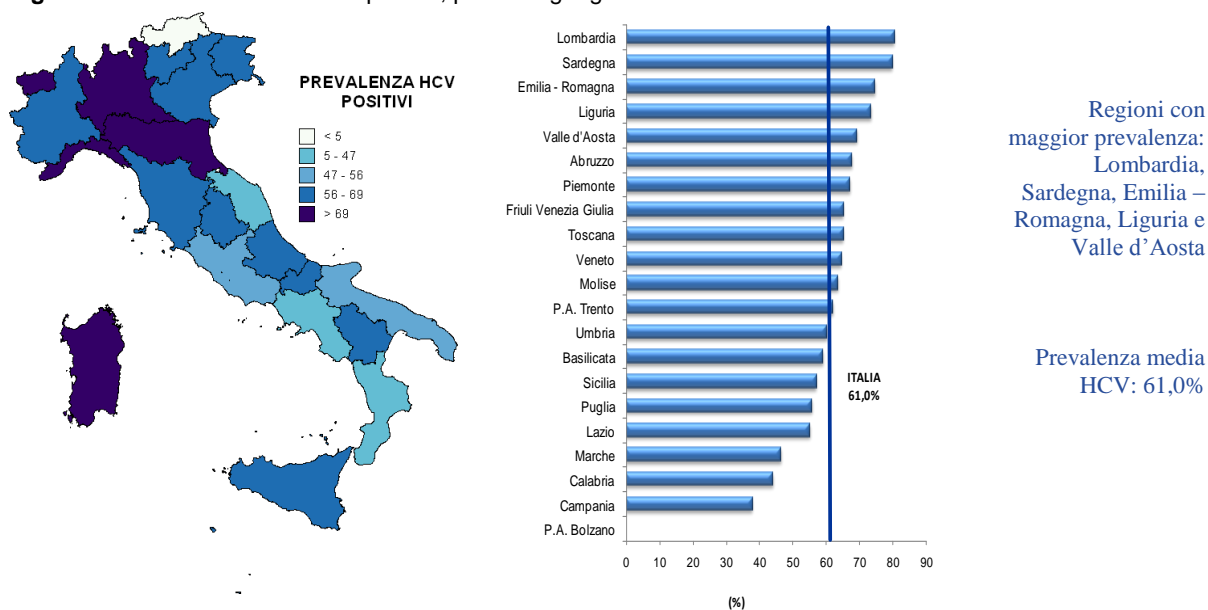 PREVALENZA HCV
POSITIVI
< 5
5 - 47
47 - 56
56 - 69
> 69
Lombardia
Sardegna
Emilia - Romagna
Liguria
Valle d'Aosta
Abruzzo
Piemonte
Friuli Venezia Giulia
Toscana
Veneto
Molise
P.A. Trento
Umbria
Basilicata
Sicilia
Puglia
Lazio
Marche
Calabria
Campania
P.A. Bolzano
ITALIA
61,0%
0 10 20 30 40 50 60 70 80 90
(%)
Regioni con
maggior prevalenza:
Lombardia,
Sardegna, Emilia –
Romagna, Liguria e
Valle d'Aosta
Prevalenza media
HCV: 61,0%